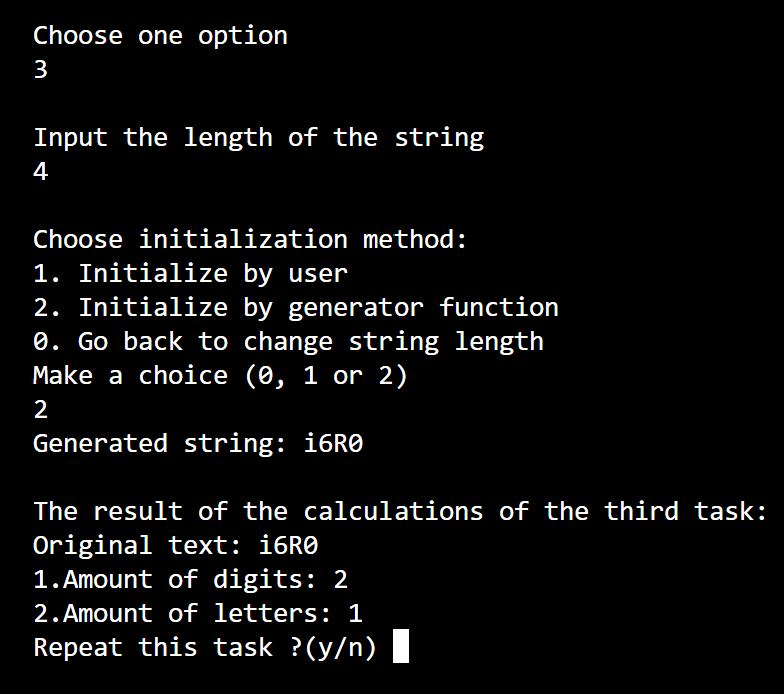 Choose one option
3
Input the length of the string
4
Choose initialization method:
1. Initialize by user
2. Initialize by generator function
0. Go back to change string length
Make a choice (0, 1 or 2)
2
Generated string: i6R0
The result of the calculations of the third task:
Original text: i6R0
1.Amount of digits: 2
2.Amount of letters: 1
Repeat this task ?(y/n)